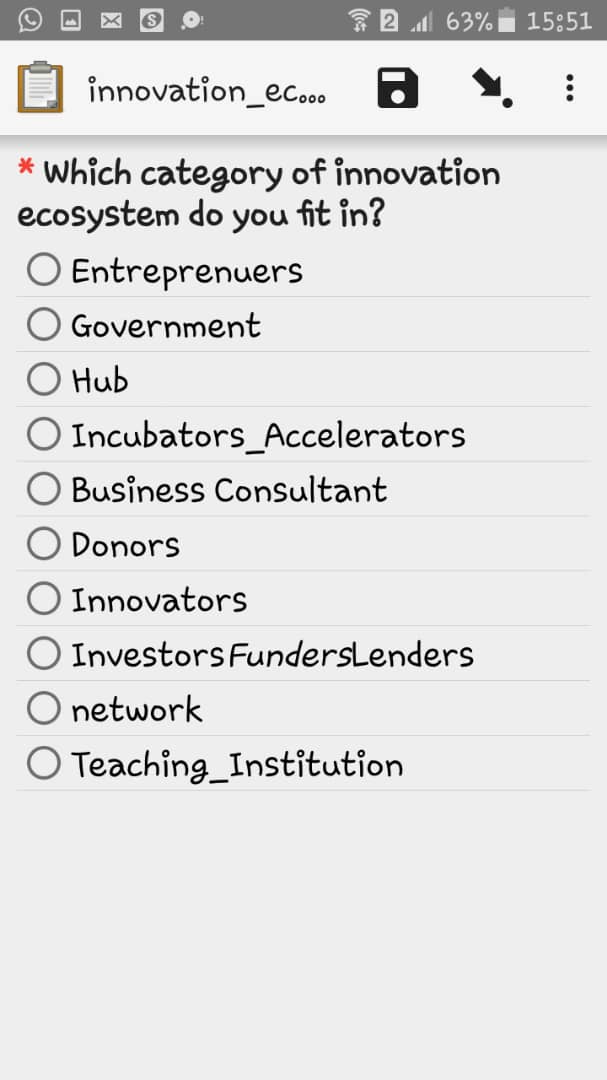 2 63% 15:51
innovation_ec...
* Which category of innovation
ecosystem do you fit in?
Entreprenuers
Government
Hub
Incubators_Accelerators
Business Consultant
Donors
Innovators
InvestorsFundersLenders
network
Teaching_Institution